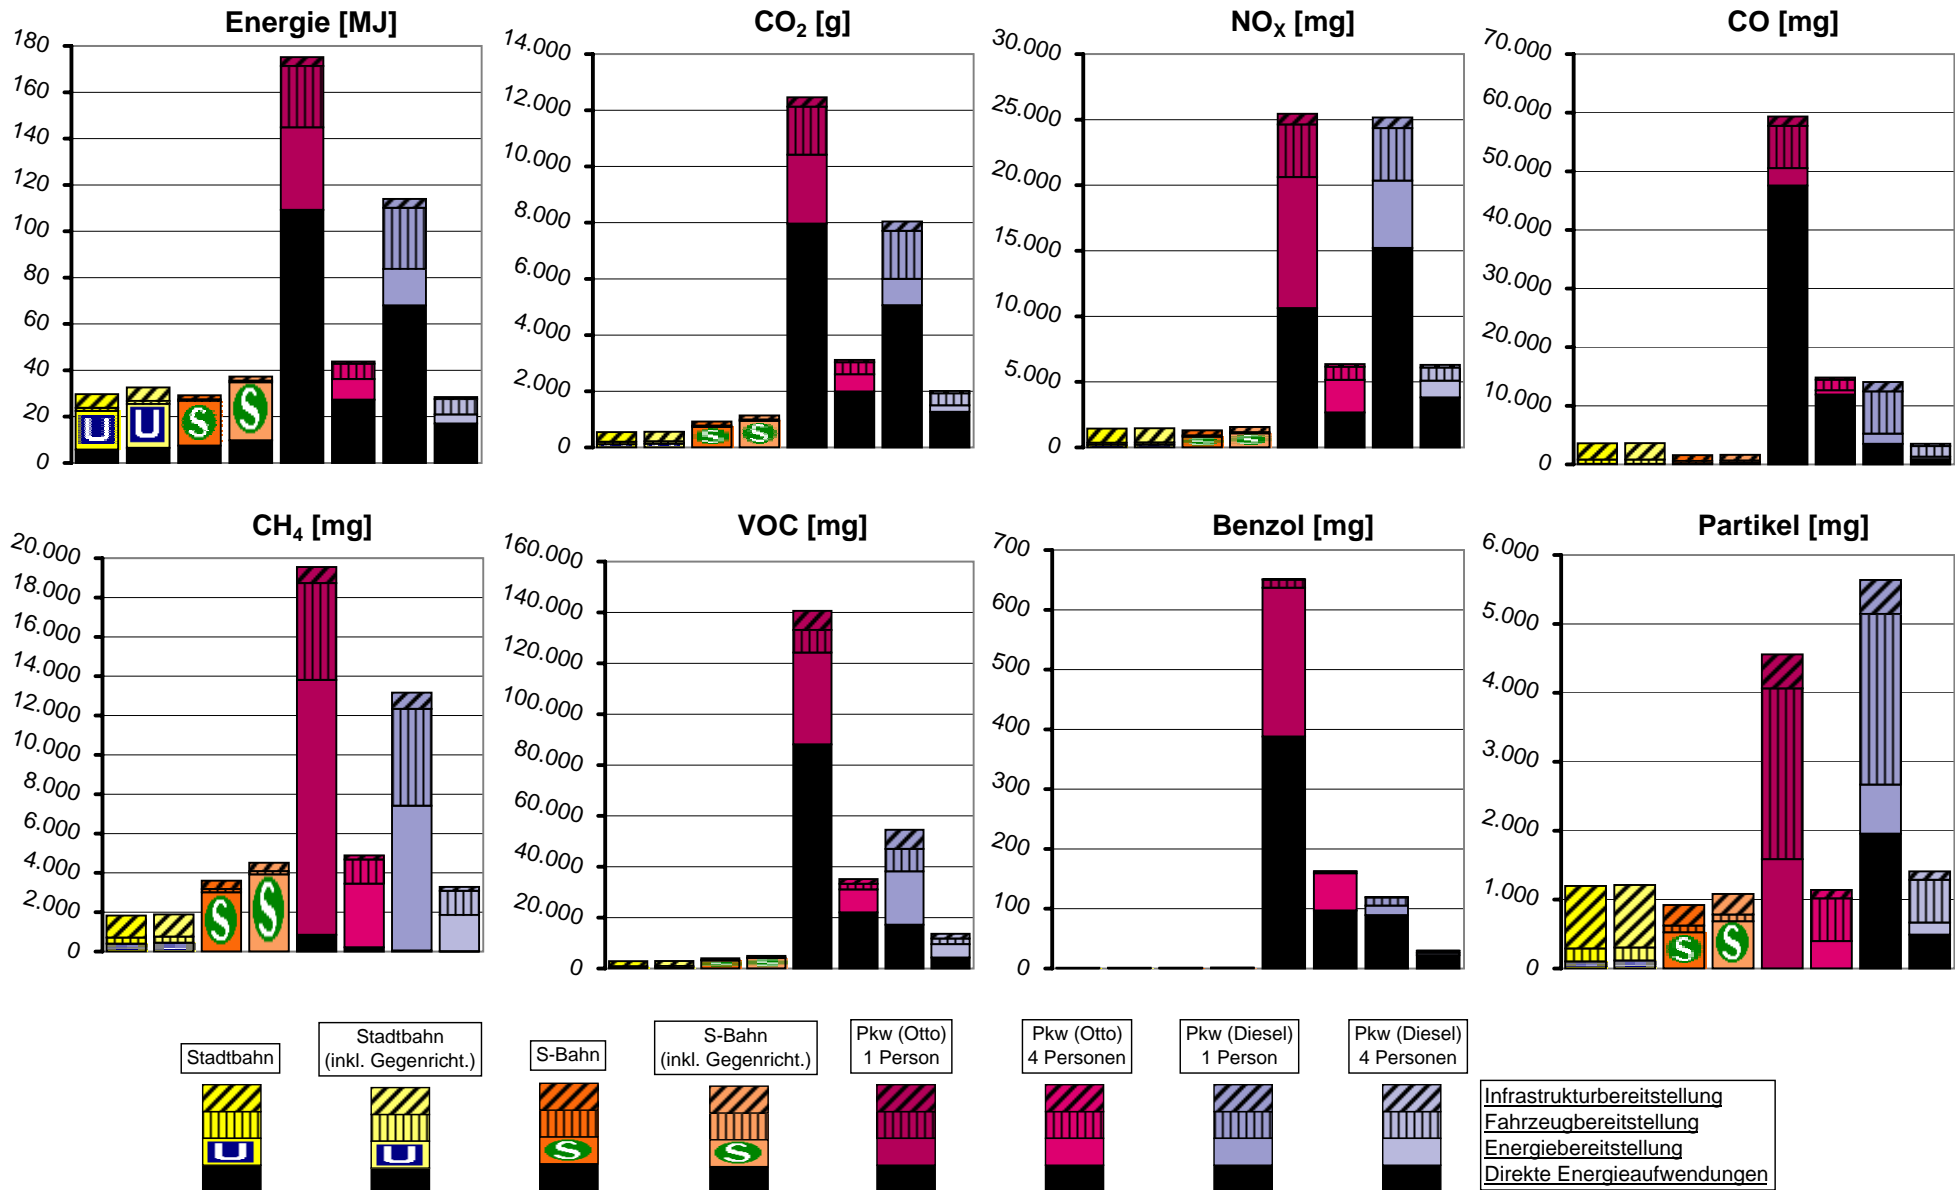 Energie [MJ]
180
160
140
120
100
80
60
40
20
0
U
U
S
S
CO2 [g]
14.000
12.000
10.000
8.000
6.000
4.000
2.000
0
S
S
NOX [mg]
30.000
25.000
20.000
15.000
10.000
5.000
0
S
S
CO [mg]
70.000
60.000
50.000
40.000
30.000
20.000
10.000
0
CH4 [mg]
20.000
18.000
16.000
14.000
12.000
10.000
8.000
6.000
4.000
2.000
0
S
S
VOC [mg]
160.000
140.000
120.000
100.000
80.000
60.000
40.000
20.000
0
S
S
Benzol [mg]
700
600
500
400
300
200
100
0
Partikel [mg]
6.000
5.000
4.000
3.000
2.000
1.000
0
S
S
Stadtbahn
Stadtbahn
(inkl. Gegenricht.)
S-Bahn
S-Bahn
(inkl. Gegenricht.)
Pkw (Otto)
1 Person
Pkw (Otto)
4 Personen
Pkw (Diesel)
1 Person
Pkw (Diesel)
4 Personen
U
U
S
S
Infrastrukturbereitstellung
Fahrzeugbereitstellung
Energiebereitstellung
Direkte Energieaufwendungen